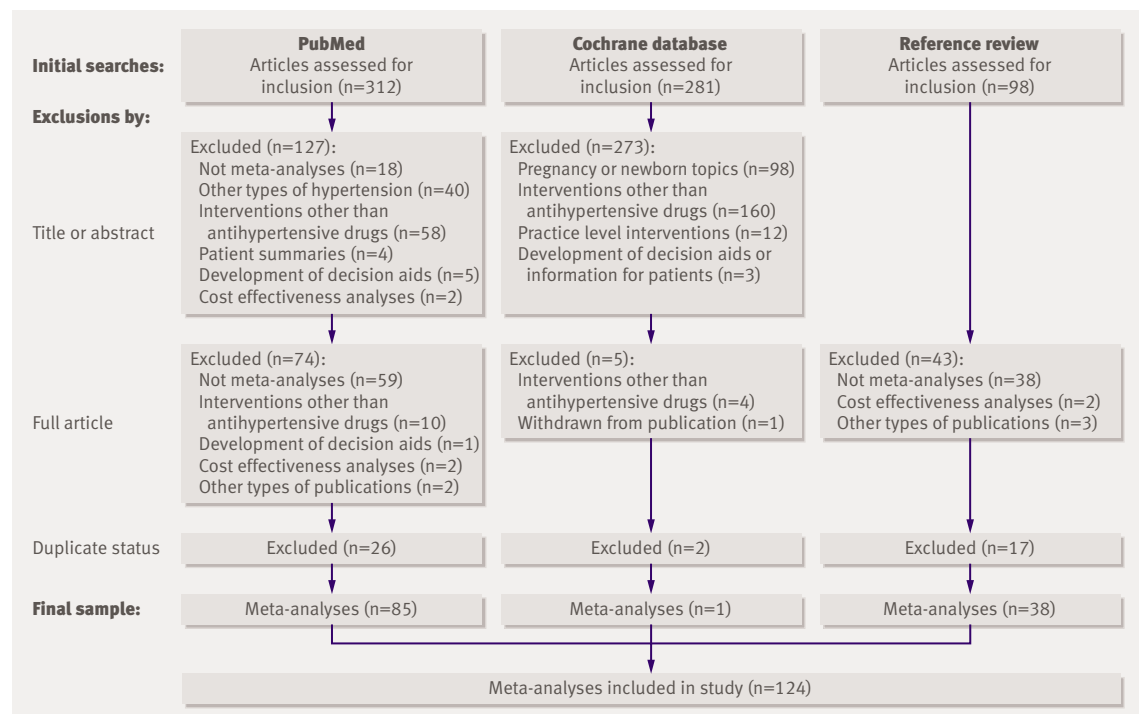 PubMed
Articles assessed for
inclusion (n=312)
Cochrane database
Articles assessed for
inclusion (n=281)
Reference review
Articles assessed for
inclusion (n=98)
Initial searches:
Exclusions by:
Title or abstract
Excluded (n=127):
Not meta-analyses (n=18)
Other types of hypertension (n=40)
Interventions other than
antihypertensive drugs (n=58)
Patient summaries (n=4)
Development of decision aids (n=5)
Cost effectiveness analyses (n=2)
Excluded (n=273):
Pregnancy or newborn topics (n=98)
Interventions other than
antihypertensive drugs (n=160)
Practice level interventions (n=12)
Development of decision aids or
information for patients (n=3)
Full article
Excluded (n=74):
Not meta-analyses (n=59)
Interventions other than
antihypertensive drugs (n=10)
Development of decision aids (n=1)
Cost effectiveness analyses (n=2)
Other types of publications (n=2)
Excluded (n=5):
Interventions other than
antihypertensive drugs (n=4)
Withdrawn from publication (n=1)
Excluded (n=43):
Not meta-analyses (n=38)
Cost effectiveness analyses (n=2)
Other types of publications (n=3)
Duplicate status
Excluded (n=26)
Excluded (n=2)
Excluded (n=17)
Final sample:
Meta-analyses (n=85)
Meta-analyses (n=1)
Meta-analyses (n=38)
Meta-analyses included in study (n=124)